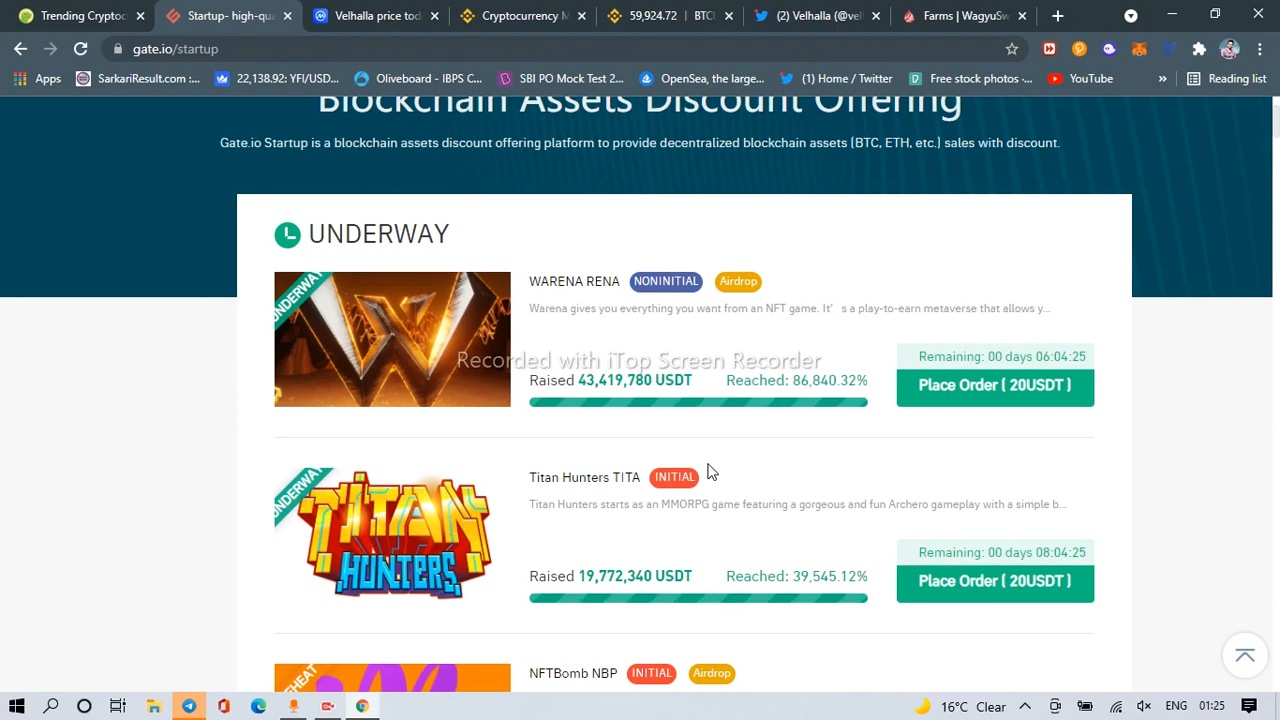 Trending Cryptoc
Startup- high-qua
Velhalla price tod
Cryptocurrency M
59,924.72 | BTCU
Velhalla (@vel
Farms | WagyuSw
gate.io/startup
Apps
SarkariResult.com :...
22,138.92: YFI/USD...
Oliveboard - IBPS C...
SBI PO Mock Test 2...
OpenSea, the large...
(1) Home / Twitter
Free stock photos -...
YouTube
»
Reading list
Blockchain Assets Discount Offering
Gate.io Startup is a blockchain assets discount offering platform to provide decentralized blockchain assets (BTC, ETH, etc.) sales with discount.
UNDERWAY
UNDERWAY
W
WARENA RENA NONINITIAL Airdrop
Warena gives you everything you want from an NFT game. It's a play-to-earn metaverse that allows y...
Recorded with iTop Screen Recorder
Remaining: 00 days 06:04:25
Raised 43,419,780 USDT Reached: 86,840.32%
Place Order ( 20USDT )
UNDERWAY
TITAN
HUNTERS
Titan Hunters TITA INITIAL
Titan Hunters starts as an MMORPG game featuring a gorgeous and fun Archero gameplay with a simple b...
Remaining: 00 days 08:04:25
Raised 19,772,340 USDT Reached: 39,545.12%
Place Order ( 20USDT )
NFTBomb NBP INITIAL Airdrop
16°C Clear
ENG
01:25